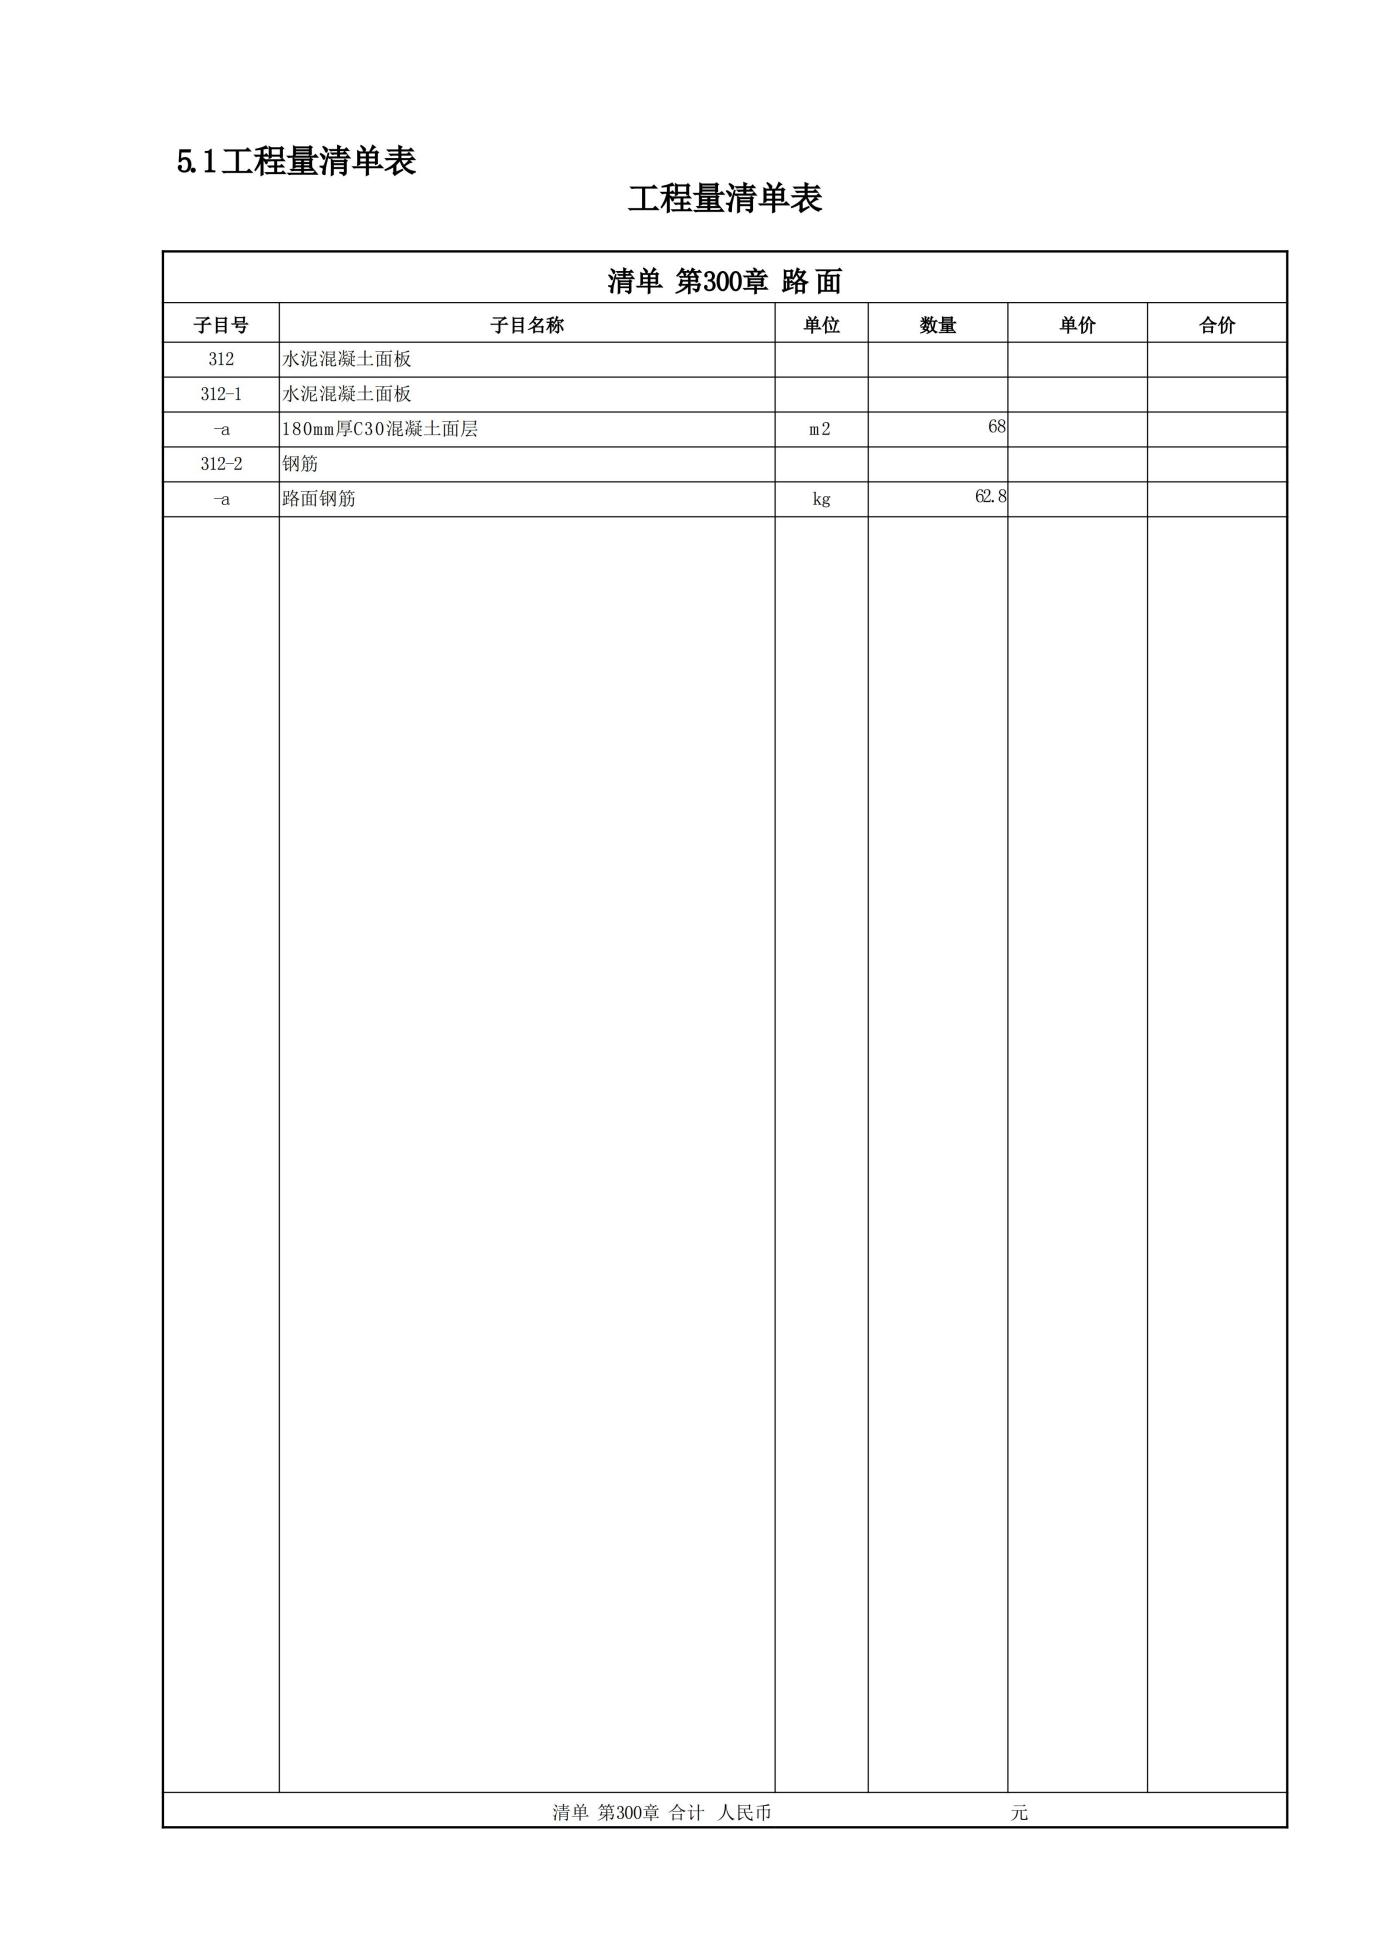 5.1工程量清单表
工程量清单表
清单 第300章 路 面
子目号 子目名称 单位 数量 单价 合价
312 水泥混凝土面板
312-1 水泥混凝土面板
-a 180mm厚C30混凝土面层 m2 68
312-2 钢筋
-a 路面钢筋 kg 62.8
清单 第300章 合计 人民币 元